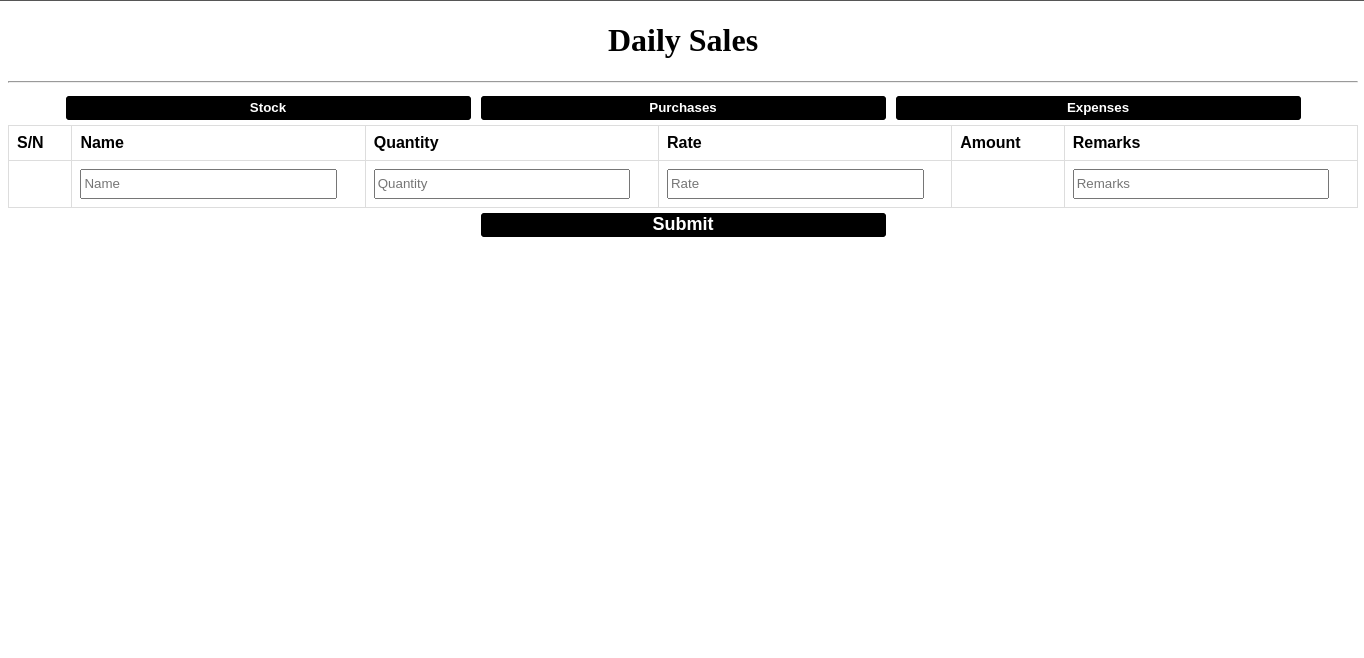 Daily Sales
Stock Purchases Expenses
S/N Name Quantity Rate Amount Remarks
Name Quantity Rate Remarks
Submit